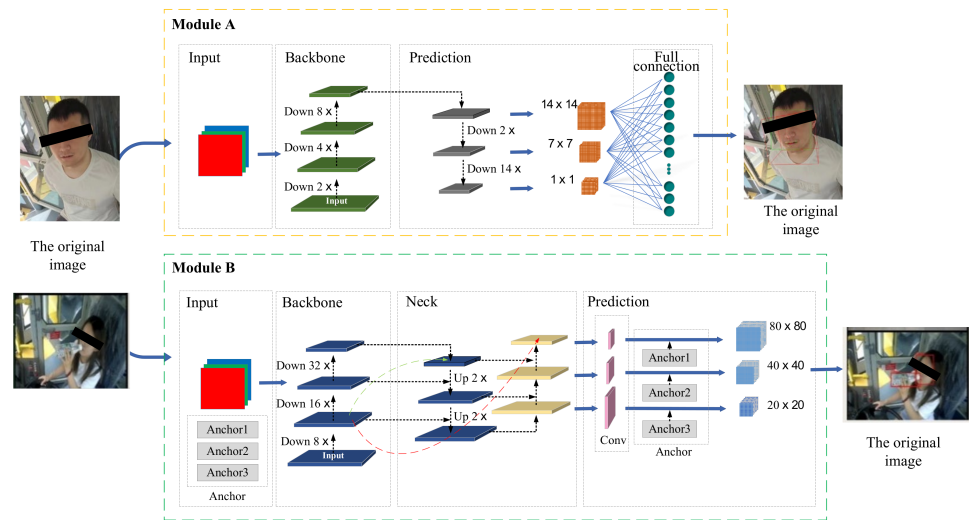 Module A
Input
Backbone
Prediction
Full
connection
Down 8 x
Down 4 x
Down 2 x
Input
Down 2 x
Down 14 x
14 x 14
7 x 7
1 x 1
The original
image
The original
image
Module B
Input
Backbone
Neck
Prediction
Down 32 x
Down 16 x
Down 8 x
Input
Up 2 x
Up 2 x
Anchor1
Anchor2
Anchor3
Anchor
Conv
Anchor1
Anchor2
Anchor3
Anchor
80 x 80
40 x 40
20 x 20
The original
image